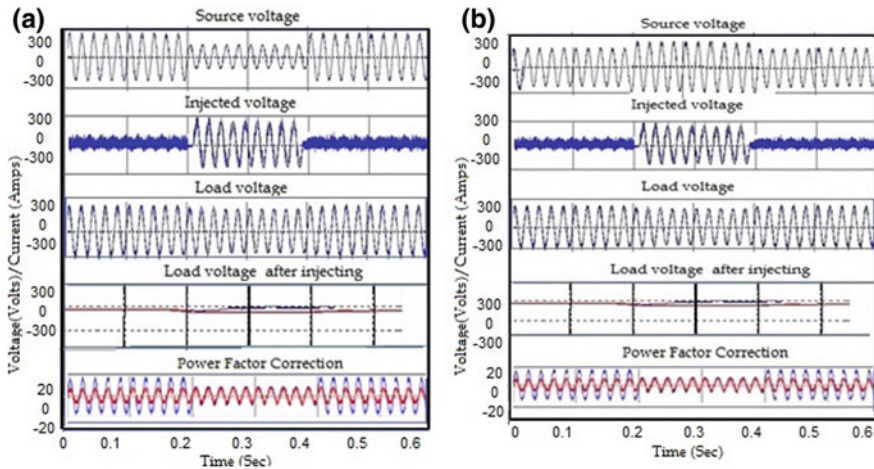 (a)
Source voltage
300
0
-300
Injected voltage
300
0
-300
Load voltage
300
0
-300
Load voltage after injecting
300
0
-300
Power Factor Correction
20
0
-20
0 0.1 0.2 0.3 0.4 0.5 0.6
Time (Sec)
Voltage(Volts)/Current (Amps)
(b)
Source voltage
300
0
-300
Injected voltage
300
0
-300
Load voltage
300
0
-300
Load voltage after injecting
300
0
-300
Power Factor Correction
20
0
-20
0 0.1 0.2 0.3 0.4 0.5 0.6
Time (Sec)
Voltage(Volts)/Current (Amps)